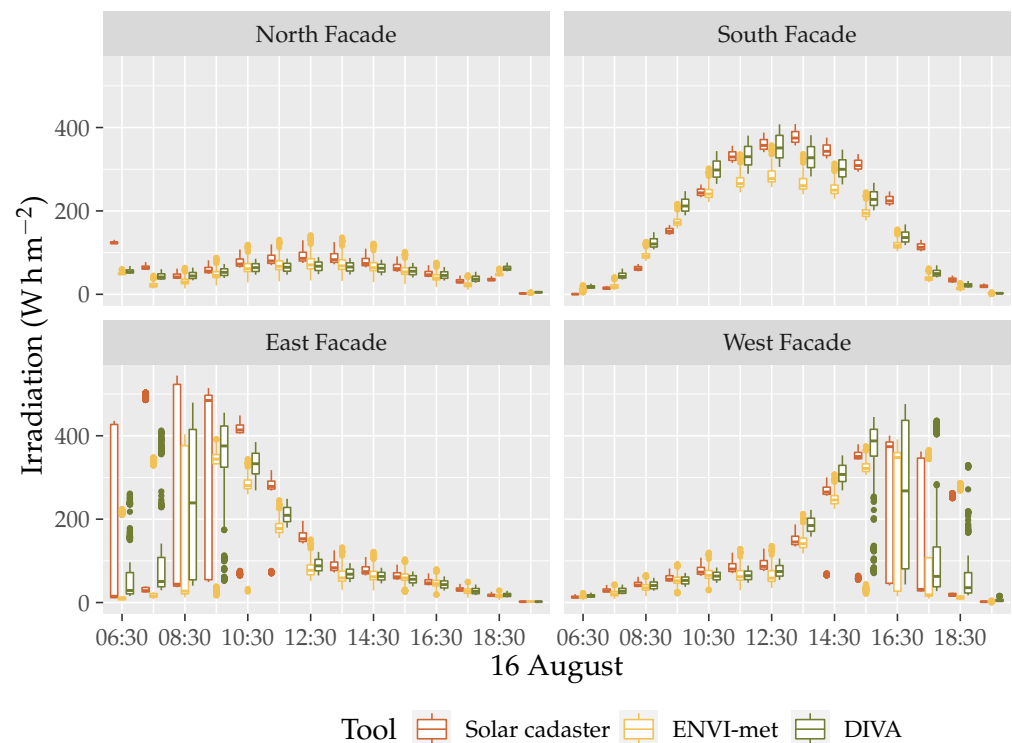 North Facade South Facade
400
200
0
East Facade West Facade
400
200
0
Irradiation (W h m−2)
06:30 08:30 10:30 12:30 14:30 16:30 18:30 06:30 08:30 10:30 12:30 14:30 16:30 18:30
16 August
Tool Solar cadaster ENVI-met DIVA